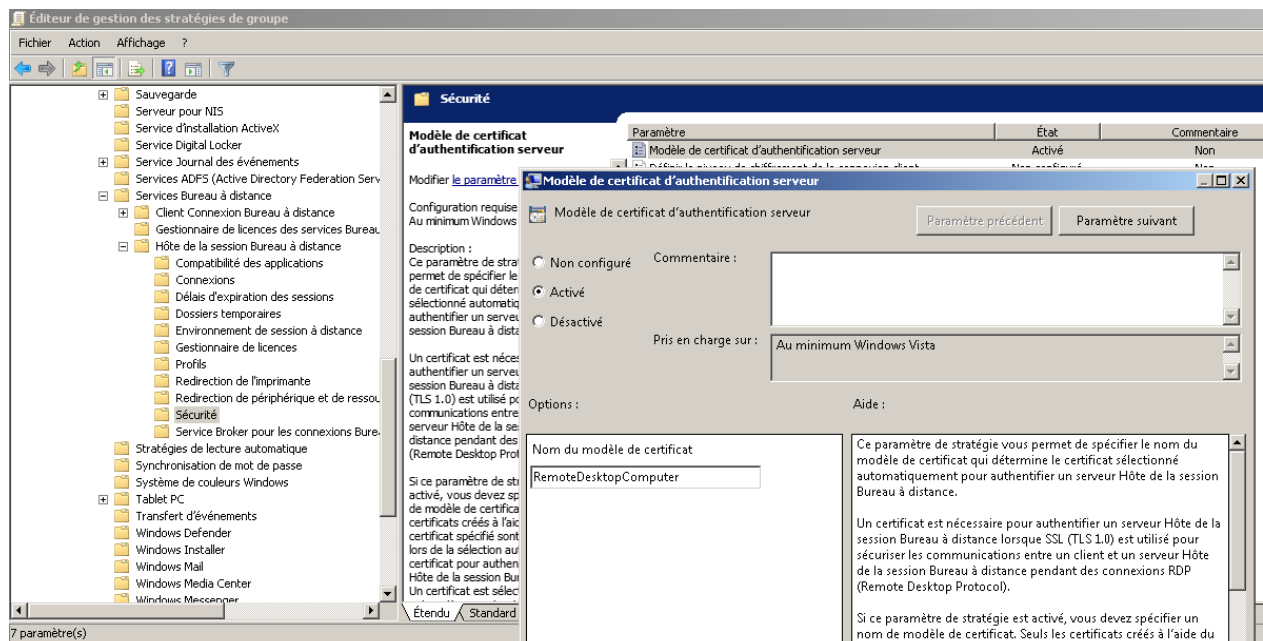 Éditeur de gestion des stratégies de groupe
Fichier Action Affichage ?
Sauvegarde
Serveur pour NIS
Service d'installation ActiveX
Service Digital Locker
Service Journal des événements
Services ADFS (Active Directory Federation Serv
Services Bureau à distance
Client Connexion Bureau à distance
Gestionnaire de licences des services Bureau
Hôte de la session Bureau à distance
Compatibilité des applications
Connexions
Délais d'expiration des sessions
Dossiers temporaires
Environnement de session à distance
Gestionnaire de licences
Profils
Redirection de l'imprimante
Redirection de périphérique et de ressou
Sécurité
Service Broker pour les connexions Bure
Stratégies de lecture automatique
Synchronisation de mot de passe
Système de couleurs Windows
Tablet PC
Transfert d'événements
Windows Defender
Windows Installer
Windows Mail
Windows Media Center
Windows Messenger
7 paramètre(s)
Sécurité
Modèle de certificat
d'authentification serveur
Modifier le paramètre
Configuration requise
Au minimum Windows
Description :
Ce paramètre de strat
permet de spécifier le
de certificat qui déter
sélectionné automatiq
authentifier un serveu
session Bureau à dista
Un certificat est néces
authentifier un serveu
session Bureau à dista
(TLS 1.0) est utilisé po
communications entre
serveur Hôte de la se
distance pendant des
(Remote Desktop Prot
Si ce paramètre de str
activé, vous devez sp
de modèle de certifica
certificats créés à l'aid
certificat spécifié sont
lors de la sélection aut
certificat pour authen
Hôte de la session Bur
Un certificat est sélec
Étendu Standard
Paramètre État Commentaire
Modèle de certificat d'authentification serveur Activé Non
Définir le niveau de chiffrement de la connexion client Non configuré Non
Modèle de certificat d'authentification serveur
Modèle de certificat d'authentification serveur
Paramètre précédent Paramètre suivant
Non configuré
Activé
Désactivé
Commentaire :
Pris en charge sur :
Au minimum Windows Vista
Options :
Nom du modèle de certificat
RemoteDesktopComputer
Aide :
Ce paramètre de stratégie vous permet de spécifier le nom du
modèle de certificat qui détermine le certificat sélectionné
automatiquement pour authentifier un serveur Hôte de la session
Bureau à distance.
Un certificat est nécessaire pour authentifier un serveur Hôte de la
session Bureau à distance lorsque SSL (TLS 1.0) est utilisé pour
sécuriser les communications entre un client et un serveur Hôte
de la session Bureau à distance pendant des connexions RDP
(Remote Desktop Protocol).
Si ce paramètre de stratégie est activé, vous devez spécifier un
nom de modèle de certificat. Seuls les certificats créés à l'aide du